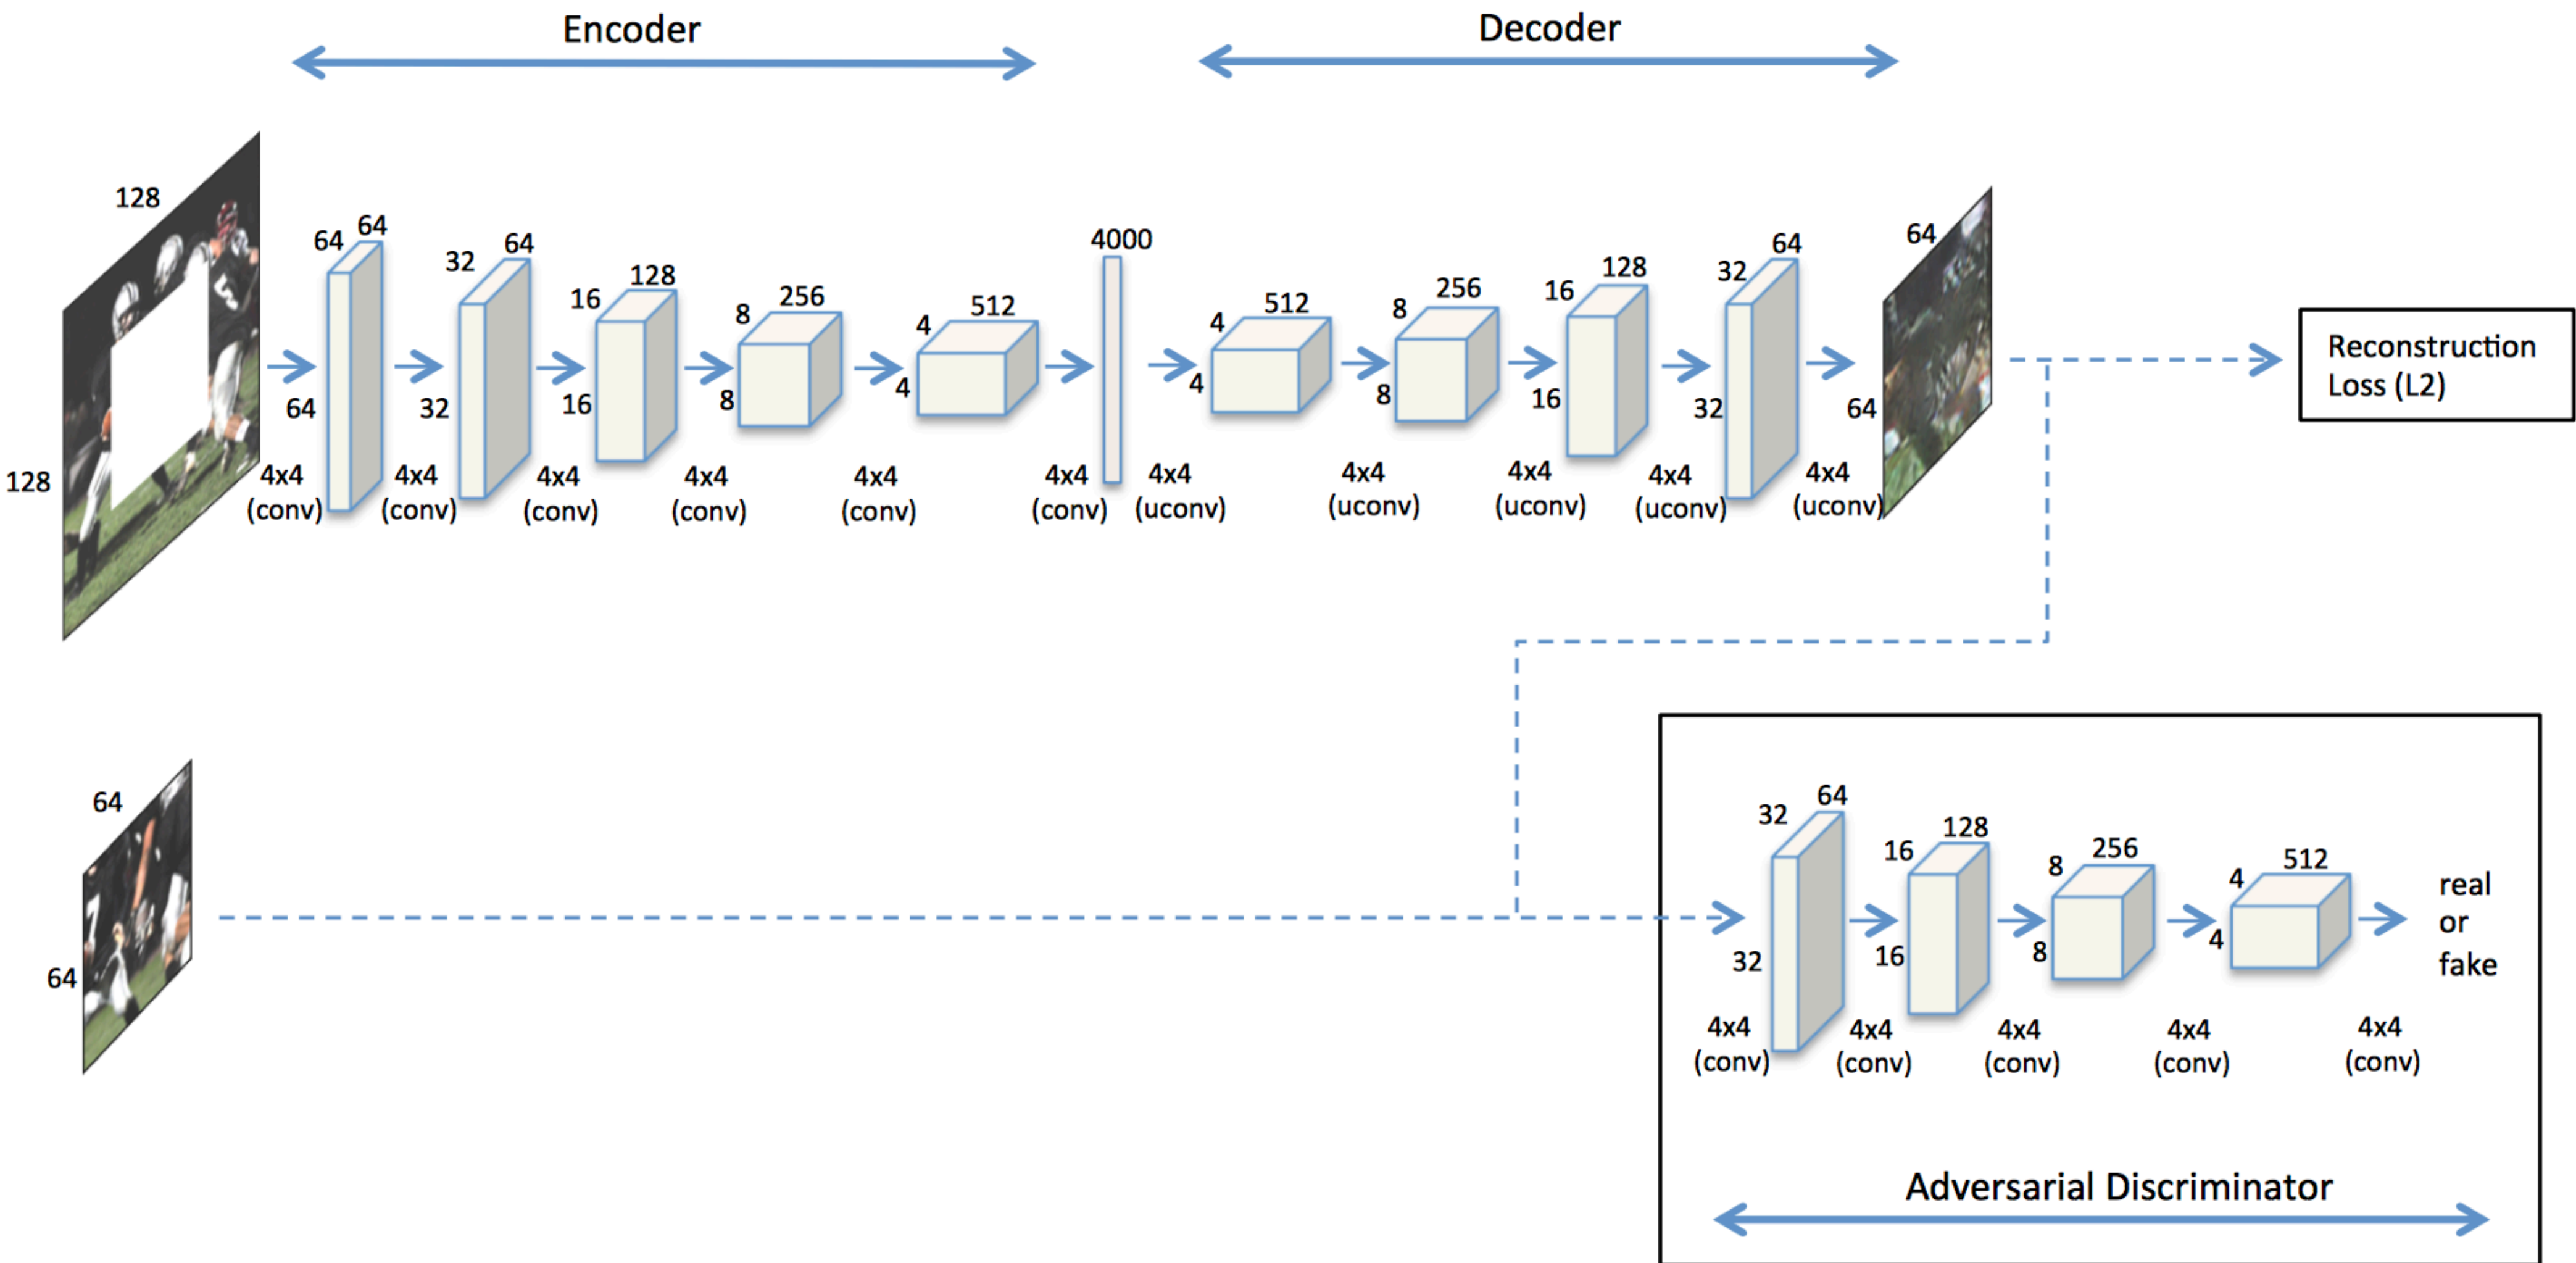 Encoder
Decoder
128
128
64 64
64
32 64
32
16 128
16
8 256
8
4 512
4
4000
4 512
4
8 256
8
16 128
16
32 64
32
64
64
4x4
(conv)
4x4
(conv)
4x4
(conv)
4x4
(conv)
4x4
(conv)
4x4
(conv)
4x4
(uconv)
4x4
(uconv)
4x4
(uconv)
4x4
(uconv)
4x4
(uconv)
Reconstruction
Loss (L2)
64
64
32 64
32
16 128
16
8 256
8
4 512
4
real
or
fake
4x4
(conv)
4x4
(conv)
4x4
(conv)
4x4
(conv)
4x4
(conv)
Adversarial Discriminator